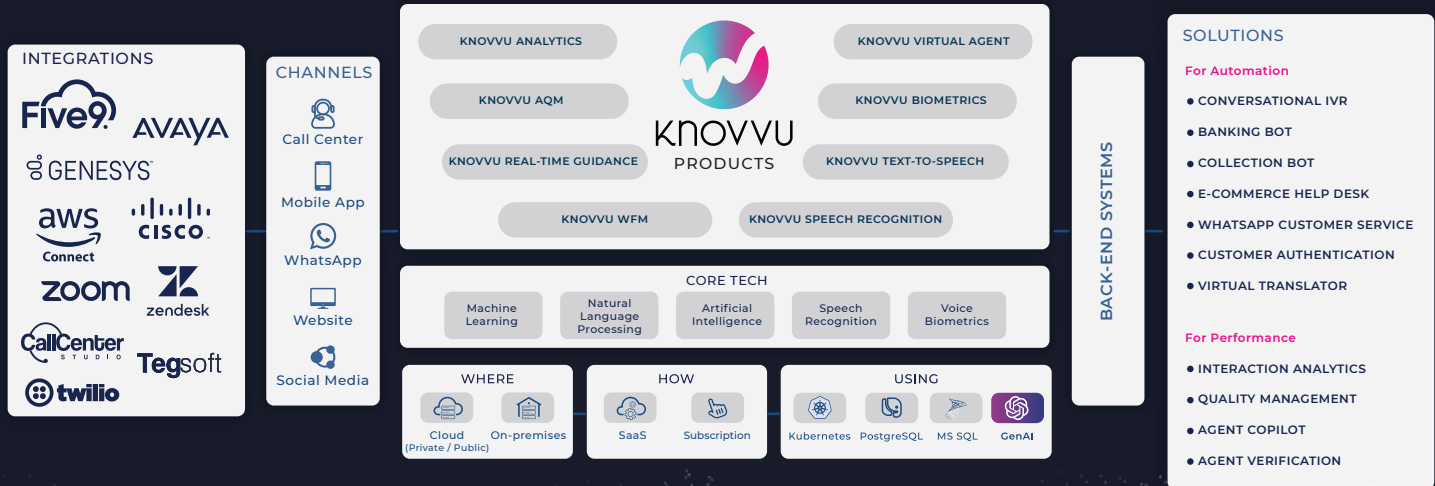 INTEGRATIONS
Five9
AVAYA
GENESYS
aws
Connect
CISCO
zoom
zendesk
CallCenter
STUDIO
Tegsoft
twilio
CHANNELS
Call Center
Mobile App
WhatsApp
Website
Social Media
KNOVVU ANALYTICS
KNOVVU AQM
KNOVVU REAL-TIME GUIDANCE
KNOVVU WFM
KNOVVU
PRODUCTS
KNOVVU VIRTUAL AGENT
KNOVVU BIOMETRICS
KNOVVU TEXT-TO-SPEECH
KNOVVU SPEECH RECOGNITION
CORE TECH
Machine
Learning
Natural
Language
Processing
Artificial
Intelligence
Speech
Recognition
Voice
Biometrics
WHERE
Cloud
(Private / Public)
On-premises
HOW
SaaS
Subscription
USING
Kubernetes
PostgreSQL
MS SQL
GenAI
BACK-END SYSTEMS
SOLUTIONS
For Automation
• CONVERSATIONAL IVR
• BANKING BOT
• COLLECTION BOT
• E-COMMERCE HELP DESK
• WHATSAPP CUSTOMER SERVICE
• CUSTOMER AUTHENTICATION
• VIRTUAL TRANSLATOR
For Performance
• INTERACTION ANALYTICS
• QUALITY MANAGEMENT
• AGENT COPILOT
• AGENT VERIFICATION